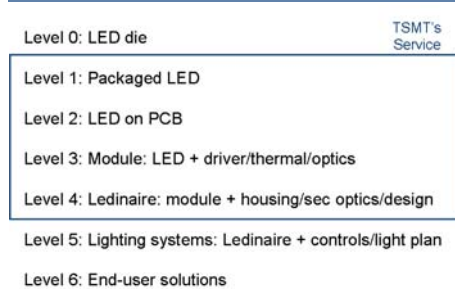 Level 0: LED die
TSMT's
Service
Level 1: Packaged LED
Level 2: LED on PCB
Level 3: Module: LED + driver/thermal/optics
Level 4: Ledinaire: module + housing/sec optics/design
Level 5: Lighting systems: Ledinaire + controls/light plan
Level 6: End-user solutions